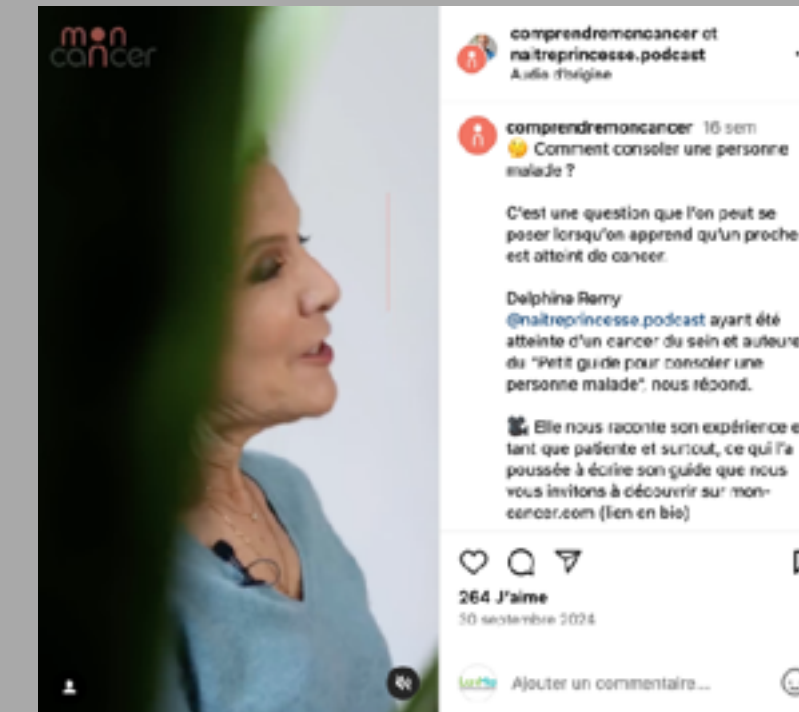 mon
cancer
comprendremoncancer et
naitreprincesse.podcast
Audio d'origine
comprendremoncancer 16 sem
🤔 Comment consoler une personne
malade ?
C'est une question que l'on peut se
poser lorsqu'on apprend qu'un proche
est atteint de cancer.
Delphine Remy
@naitreprincesse.podcast ayant été
atteinte d'un cancer du sein et auteure
du "Petit guide pour consoler une
personne malade", nous répond.
🎥 Elle nous raconte son expérience e
tant que patiente et surtout, ce qui l'a
poussée à écrire son guide que nous
vous invitons à découvrir sur mon-
cancer.com (lien en bio)
264 J'aime
30 septembre 2024
Ajouter un commentaire...